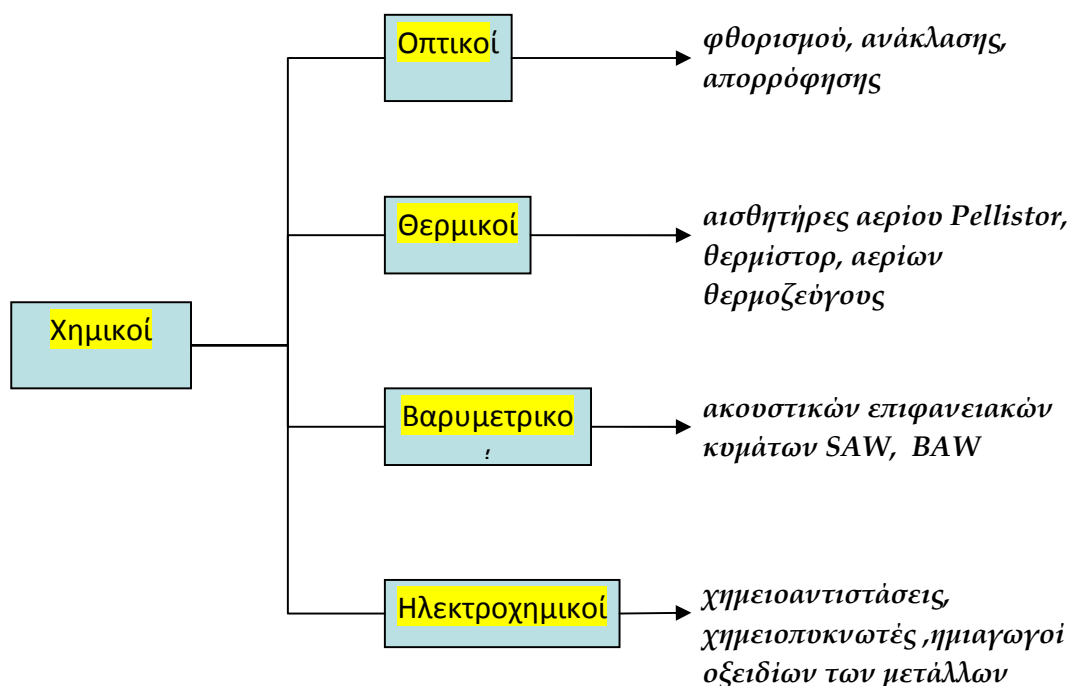 Οπτικοί
φθορισμού, ανάκλασης,
απορρόφησης
Θερμικοί
αισθητήρες αερίου Pellistor,
θερμίστορ, αερίων
θερμοζεύγους
Χημικοί
Βαρυμετρικο
ί
ακουστικών επιφανειακών
κυμάτων SAW, BAW
Ηλεκτροχημικοί
χημειοαντιστάσεις,
χημειοπυκνωτές ,ημιαγωγοί
οξειδίων των μετάλλων